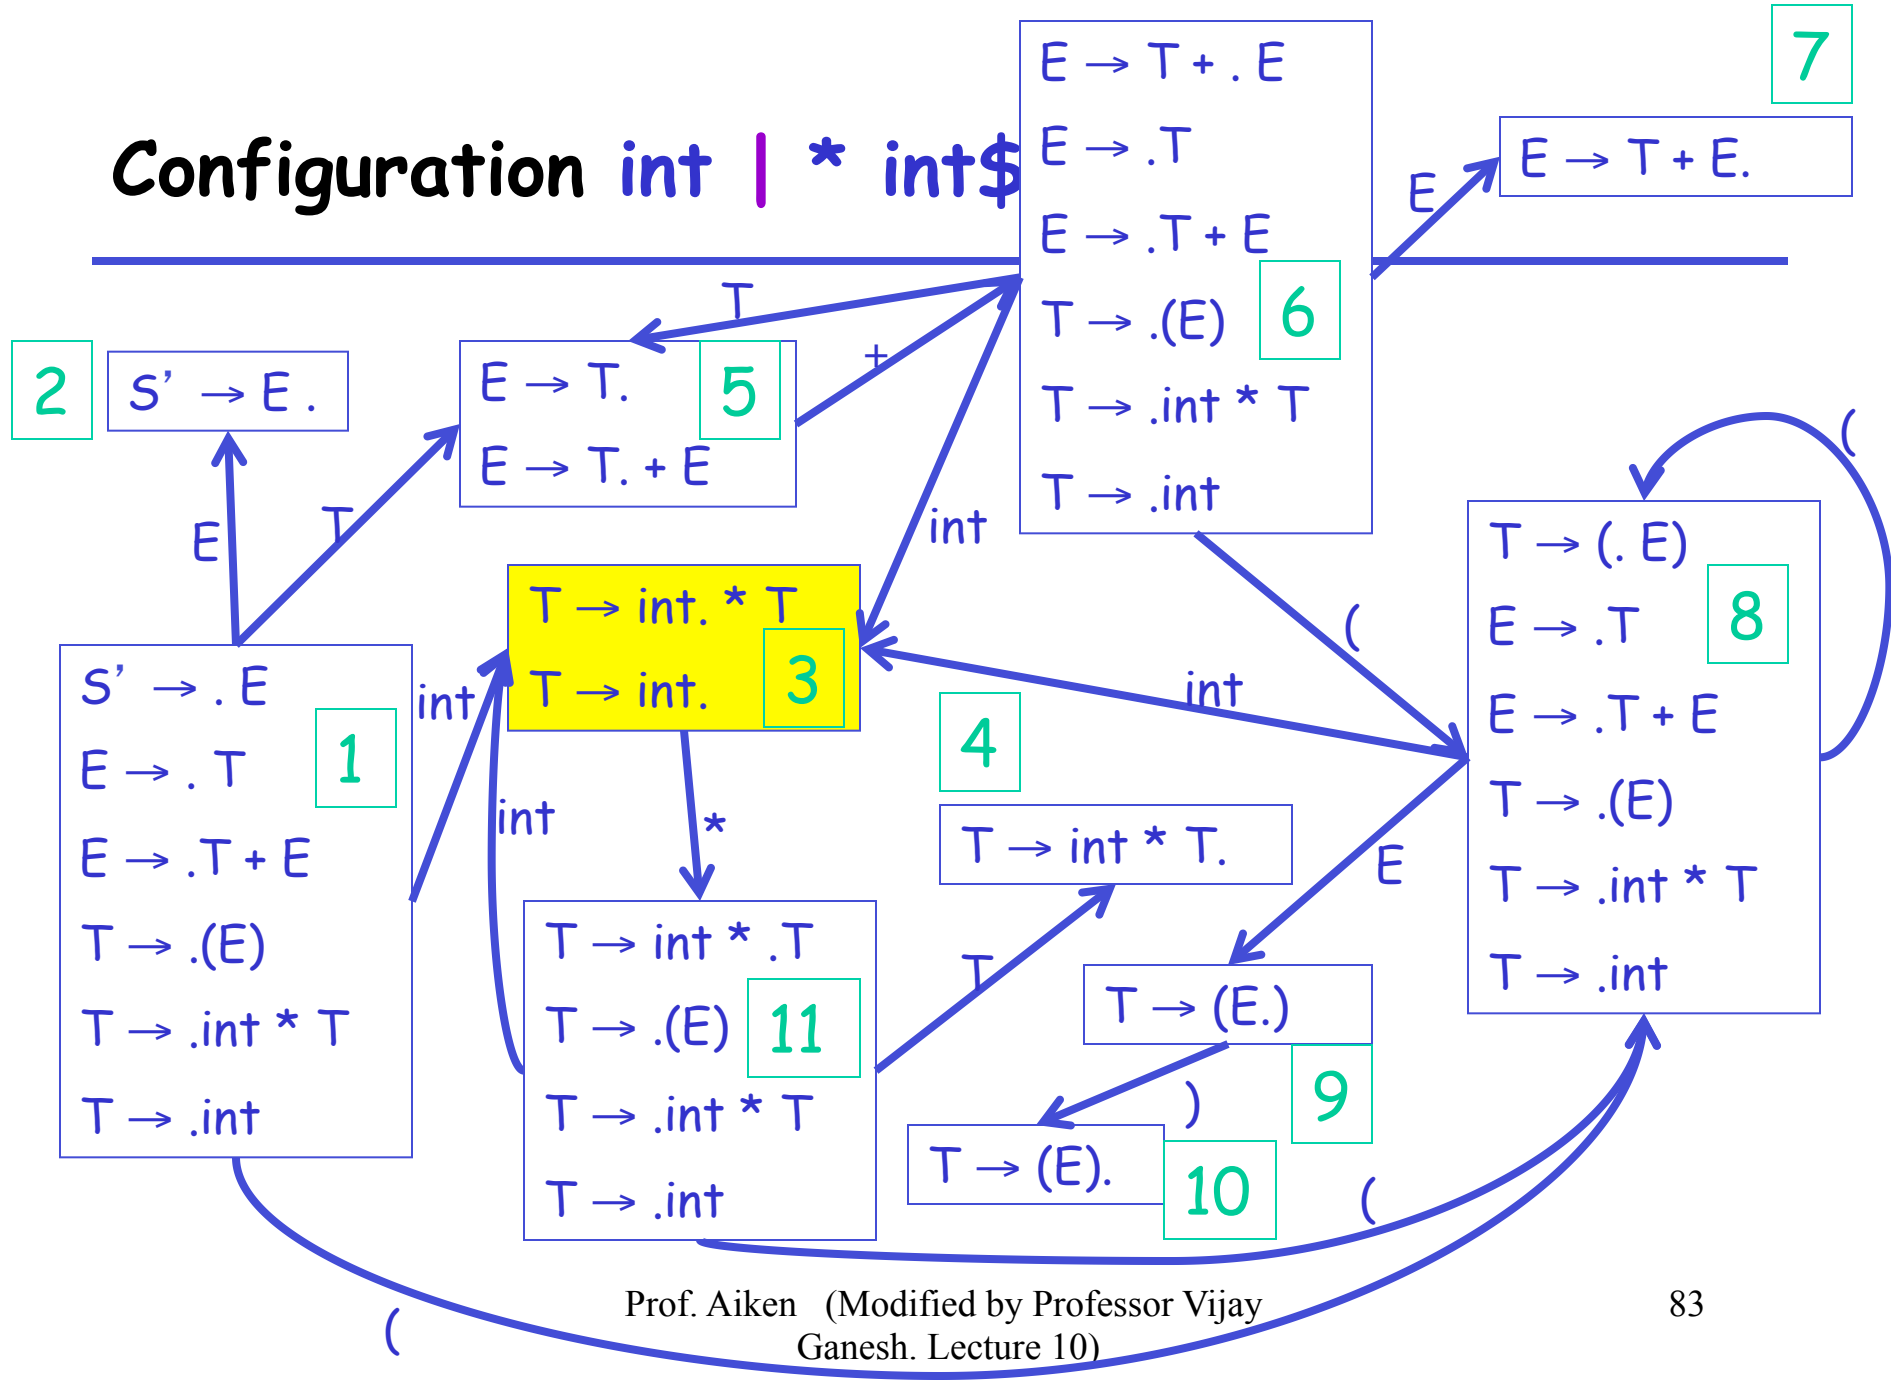 Configuration int | * int$
E → T + . E
E → .T
E → .T + E
T → .(E)
T → .int * T
T → .int
6
7
E → T + E.
E
T
+
2
S’ → E .
E → T.
E → T. + E
5
E
T
int
(
T → int. * T
T → int.
3
(
int
T → (. E)
E → .T
E → .T + E
T → .(E)
T → .int * T
T → .int
8
S’ → . E
E → . T
E → .T + E
T → .(E)
T → .int * T
T → .int
1
int
int
*
4
T → int * T.
E
T → int * .T
T → .(E)
T → .int * T
T → .int
11
T
T → (E.)
9
)
T → (E).
10
(
(
Prof. Aiken (Modified by Professor Vijay
Ganesh. Lecture 10)
83